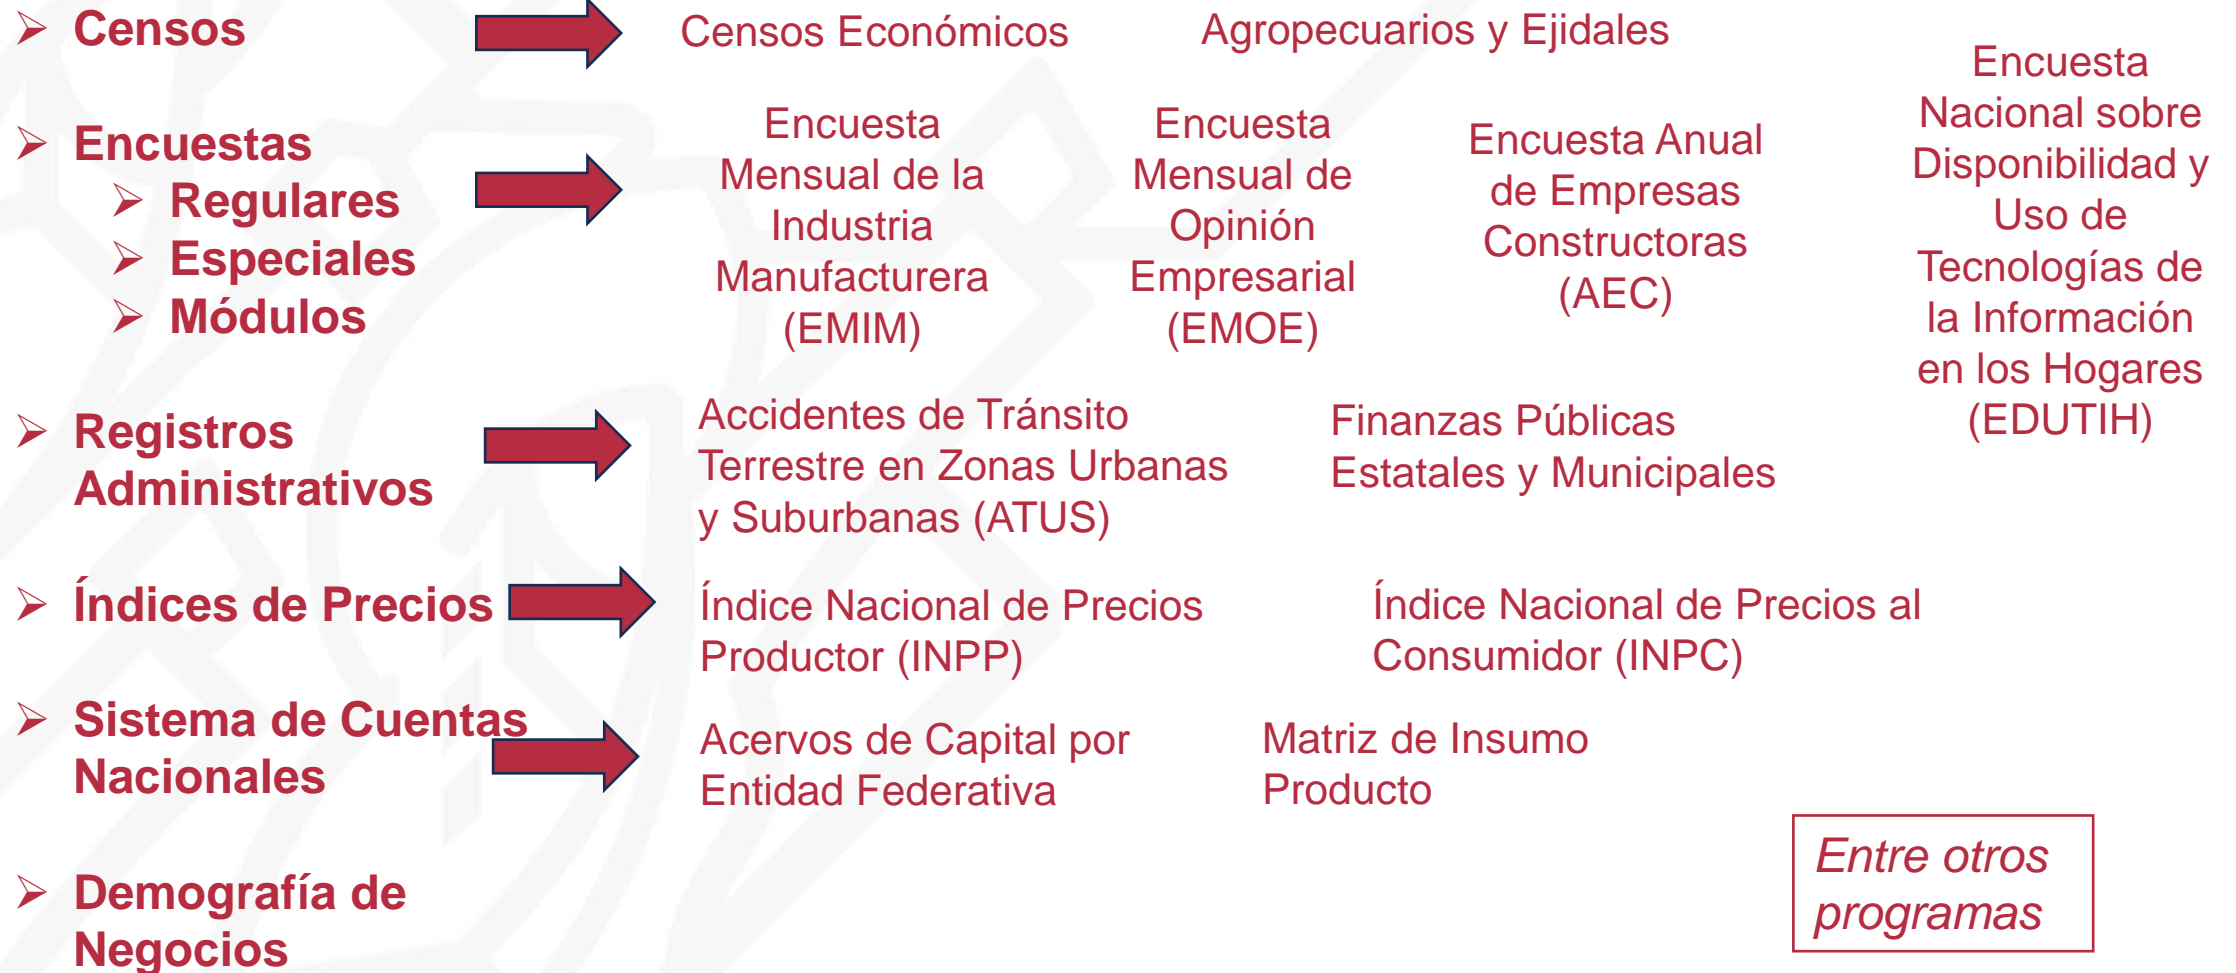 ➢ Censos
Censos Económicos
Agropecuarios y Ejidales
➢ Encuestas
➢ Regulares
➢ Especiales
➢ Módulos
Encuesta
Mensual de la
Industria
Manufacturera
(EMIM)
Encuesta
Mensual de
Opinión
Empresarial
(EMOE)
Encuesta Anual
de Empresas
Constructoras
(AEC)
Encuesta
Nacional sobre
Disponibilidad y
Uso de
Tecnologías de
la Información
en los Hogares
(EDUTIH)
➢ Registros
Administrativos
Accidentes de Tránsito
Terrestre en Zonas Urbanas
y Suburbanas (ATUS)
Finanzas Públicas
Estatales y Municipales
➢ Índices de Precios
Índice Nacional de Precios
Productor (INPP)
Índice Nacional de Precios al
Consumidor (INPC)
➢ Sistema de Cuentas
Nacionales
Acervos de Capital por
Entidad Federativa
Matriz de Insumo
Producto
➢ Demografía de
Negocios
Entre otros
programas